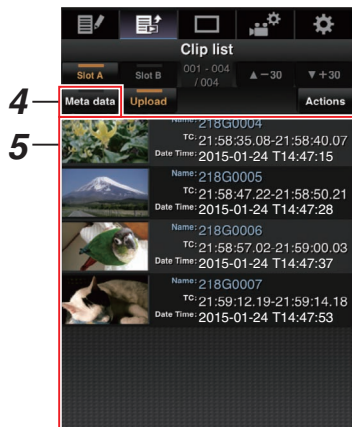 Clip list
Slot A Slot B 001 - 004 / 004 ▲-30 ▼+30
4 Meta data Upload Actions
5
Name: 218G0004
TC: 21:58:35.08-21:58:40.07
Date Time: 2015-01-24 T14:47:15
Name: 218G0005
TC: 21:58:47.22-21:58:50.21
Date Time: 2015-01-24 T14:47:28
Name: 218G0006
TC: 21:58:57.02-21:59:00.03
Date Time: 2015-01-24 T14:47:37
Name: 218G0007
TC: 21:59:12.19-21:59:14.18
Date Time: 2015-01-24 T14:47:53